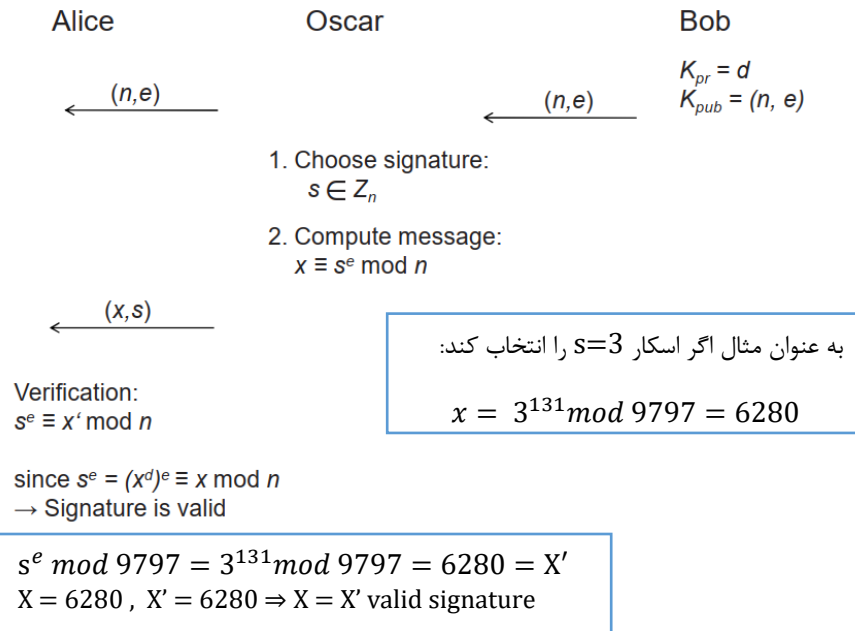 Alice Oscar Bob
K_pr = d
K_pub = (n, e)
(n,e) (n,e)
1. Choose signature:
s ∈ Z_n
2. Compute message:
x ≡ s^e mod n
(x,s)
به عنوان مثال اگر اسکار s=3 را انتخاب کند:
x = 3^131 mod 9797 = 6280
Verification:
s^e ≡ x‘ mod n
since s^e = (x^d)^e ≡ x mod n
→ Signature is valid
s^e mod 9797 = 3^131 mod 9797 = 6280 = X′
X = 6280 , X’ = 6280 ⇒ X = X’ valid signature